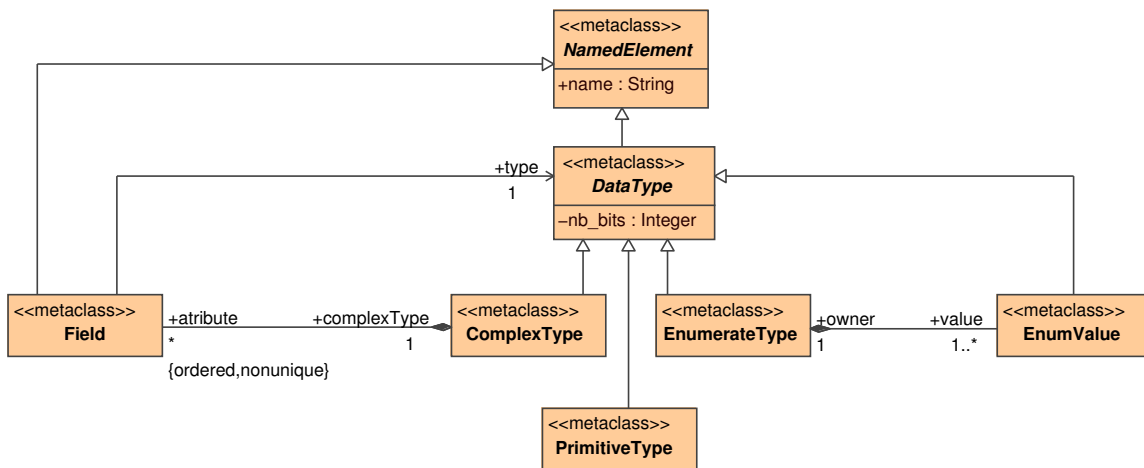 <<metaclass>>
NamedElement
+name : String
+type
1
<<metaclass>>
DataType
−nb_bits : Integer
<<metaclass>>
Field
+atribute
*
{ordered,nonunique}
+complexType
1
<<metaclass>>
ComplexType
<<metaclass>>
EnumerateType
+owner
1
+value
1..*
<<metaclass>>
EnumValue
<<metaclass>>
PrimitiveType